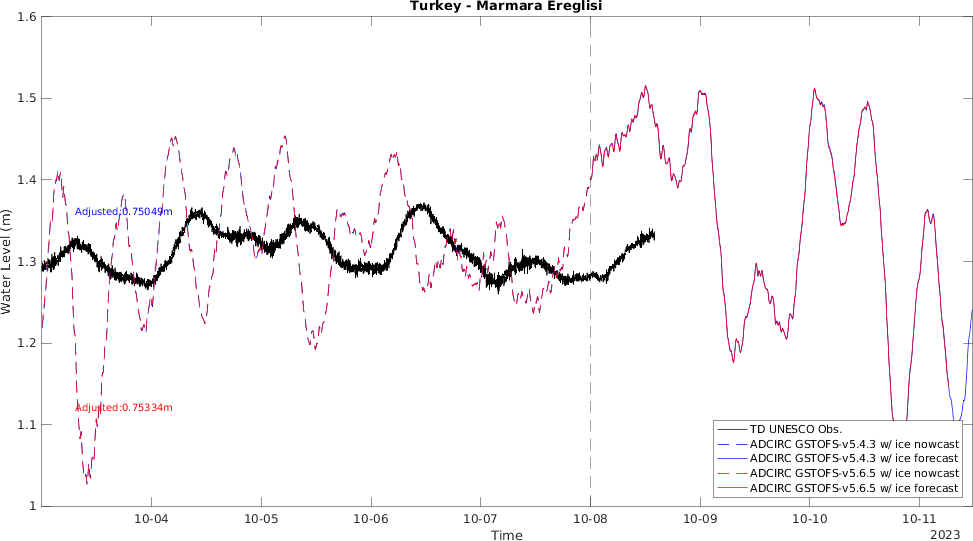 Turkey - Marmara Ereglisi
1.6
1.5
1.4
1.3
1.2
1.1
1
Water Level (m)
Adjusted:0.75049m
Adjusted:0.75334m
TD UNESCO Obs.
ADCIRC GSTOFS-v5.4.3 w/ ice nowcast
ADCIRC GSTOFS-v5.4.3 w/ ice forecast
ADCIRC GSTOFS-v5.6.5 w/ ice nowcast
ADCIRC GSTOFS-v5.6.5 w/ ice forecast
10-04 10-05 10-06 10-07 10-08 10-09 10-10 10-11
Time
2023